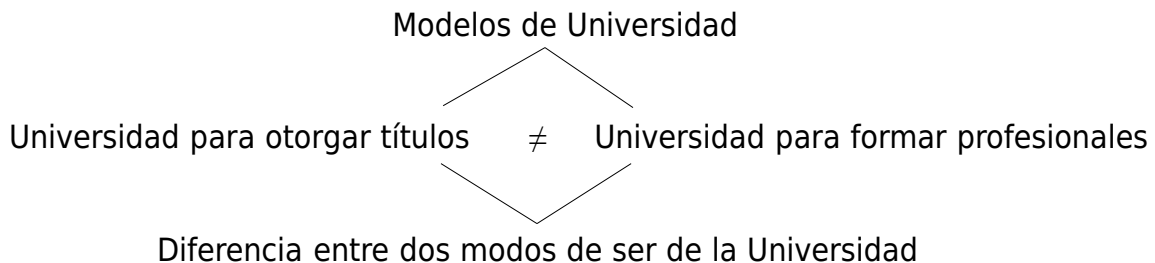 Modelos de Universidad
Universidad para otorgar títulos ≠ Universidad para formar profesionales
Diferencia entre dos modos de ser de la Universidad